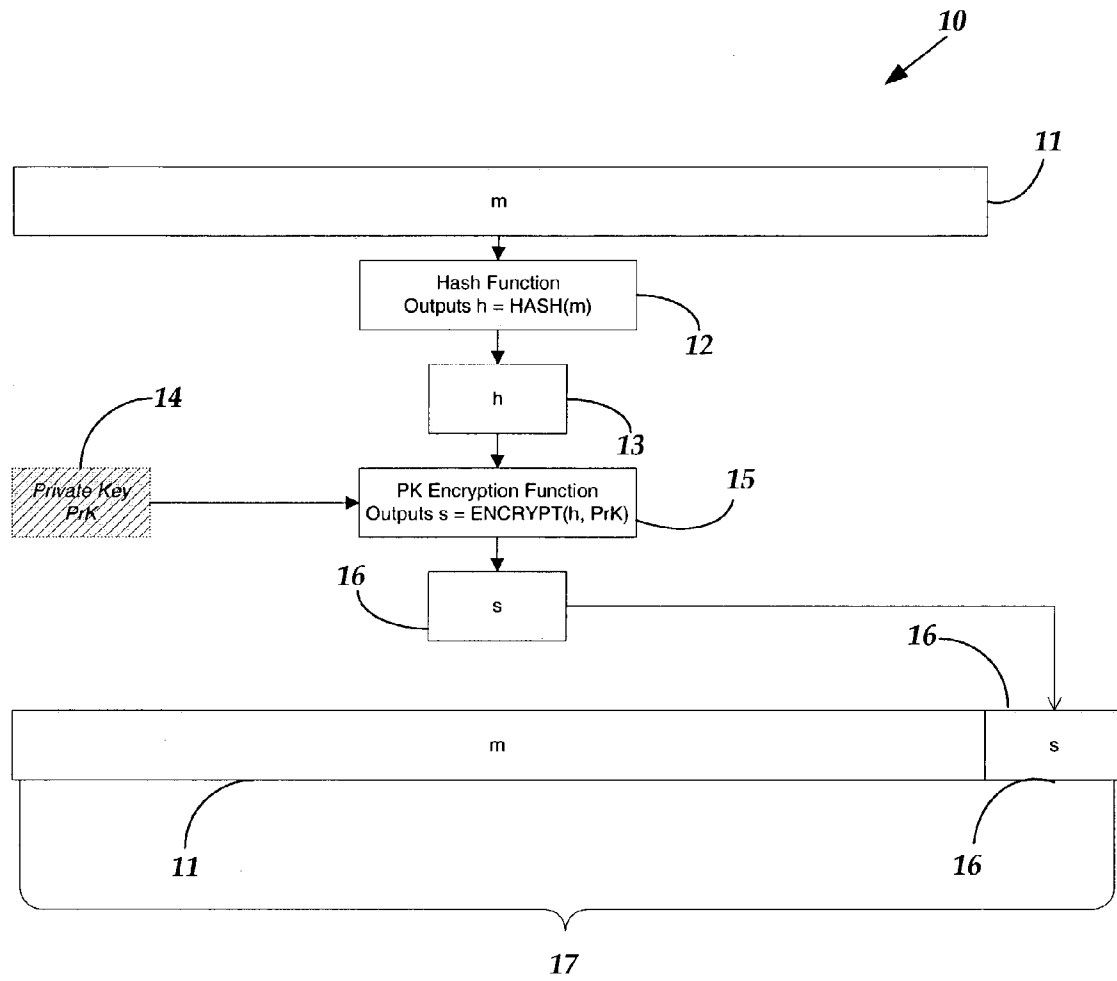 10
11
m
Hash Function
Outputs h = HASH(m)
12
h
13
14
Private Key
PrK
PK Encryption Function
Outputs s = ENCRYPT(h, PrK)
15
16
s
16
m
s
11
16
17